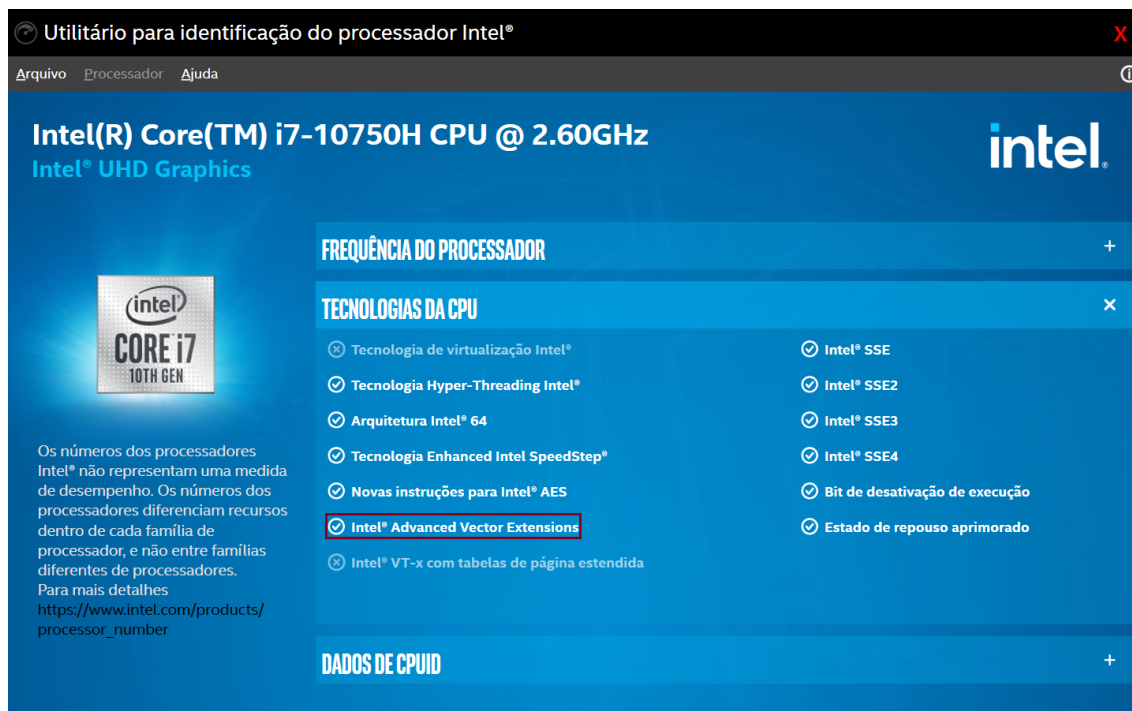 Utilitário para identificação do processador Intel®
X
Arquivo Processador Ajuda
Intel(R) Core(TM) i7-10750H CPU @ 2.60GHz
Intel® UHD Graphics
intel.
FREQUÊNCIA DO PROCESSADOR +
intel
CORE i7
10TH GEN
Os números dos processadores
Intel® não representam uma medida
de desempenho. Os números dos
processadores diferenciam recursos
dentro de cada família de
processador, e não entre famílias
diferentes de processadores.
Para mais detalhes
https://www.intel.com/products/
processor_number
TECNOLOGIAS DA CPU ×
Tecnologia de virtualização Intel®
Tecnologia Hyper-Threading Intel®
Arquitetura Intel® 64
Tecnologia Enhanced Intel SpeedStep®
Novas instruções para Intel® AES
Intel® Advanced Vector Extensions
Intel® VT-x com tabelas de página estendida
Intel® SSE
Intel® SSE2
Intel® SSE3
Intel® SSE4
Bit de desativação de execução
Estado de repouso aprimorado
DADOS DE CPUID +